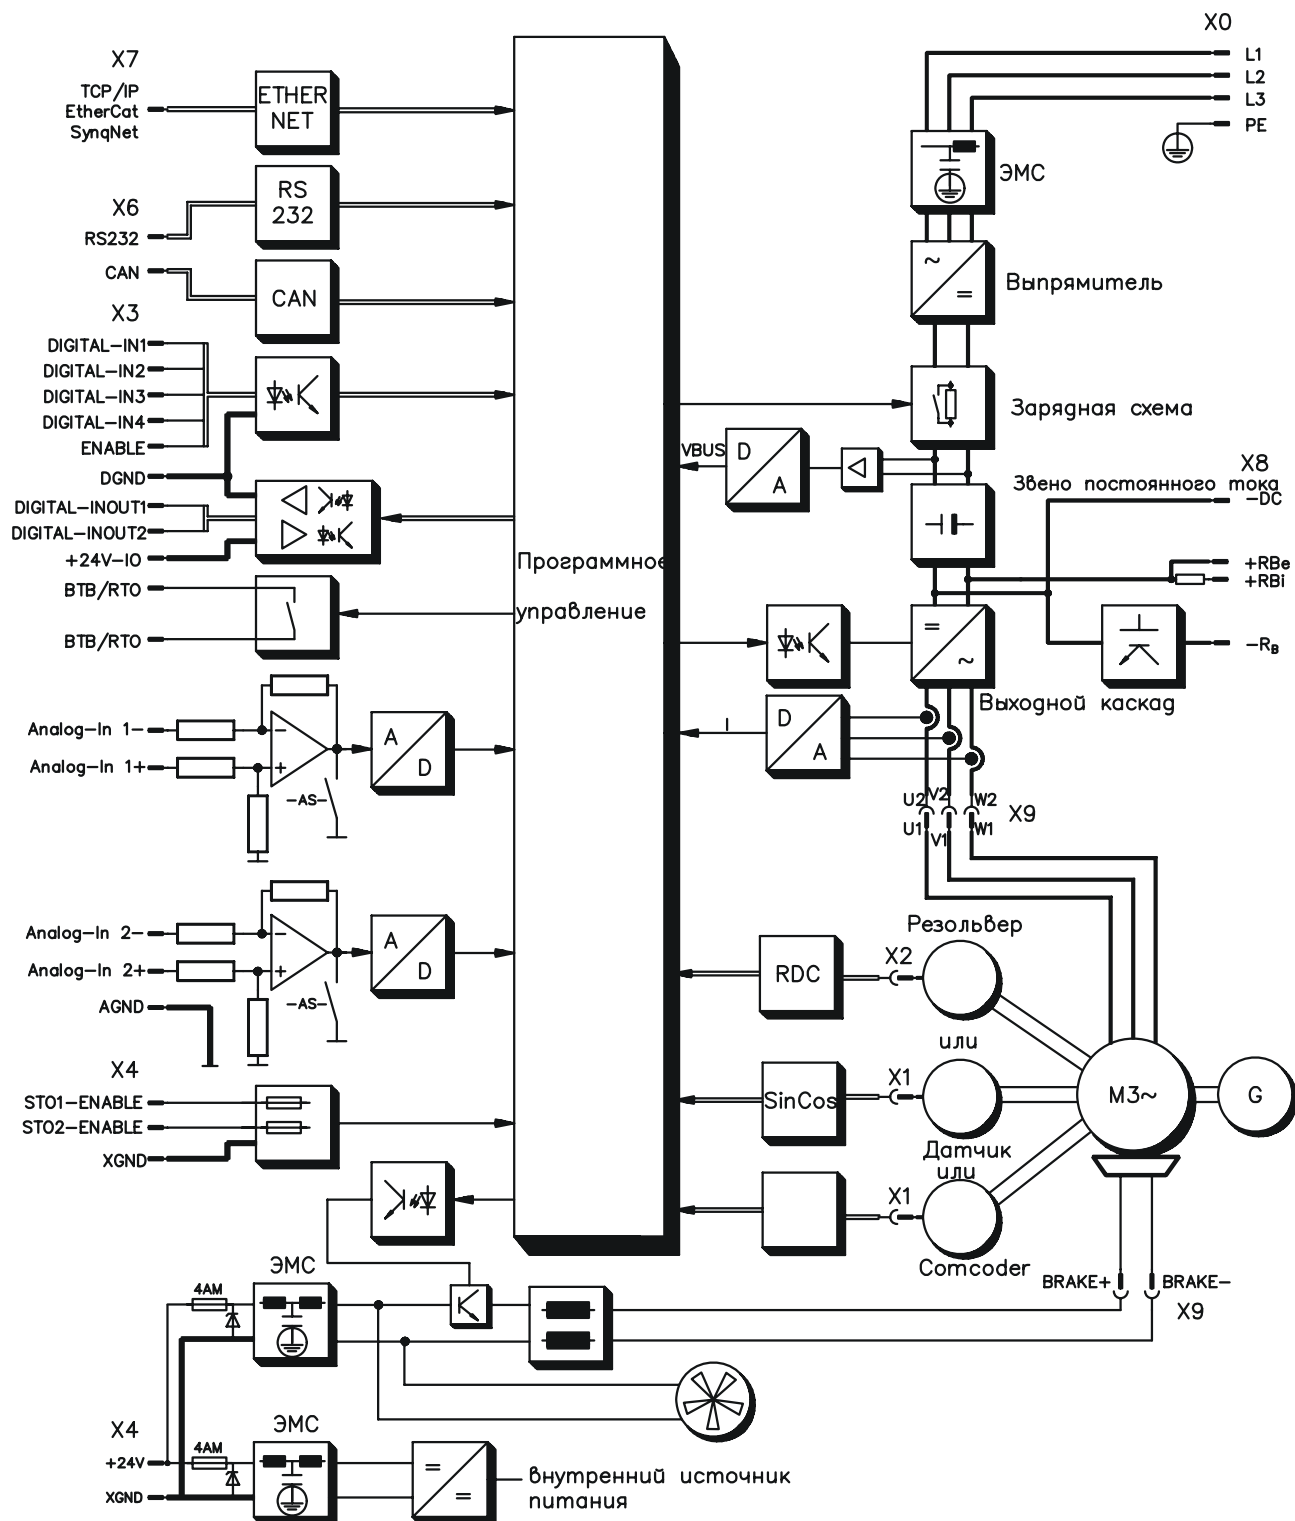 X7
TCP/IP
EtherCat
SynqNet
ETHER
NET
X6
RS232
RS
232
CAN
CAN
X3
DIGITAL-IN1
DIGITAL-IN2
DIGITAL-IN3
DIGITAL-IN4
ENABLE
DGND
DIGITAL-INOUT1
DIGITAL-INOUT2
+24V-IO
BTB/RTO
BTB/RTO
Analog-In 1-
Analog-In 1+
-
+
-AS-
A
D
Analog-In 2-
Analog-In 2+
-
+
-AS-
A
D
AGND
X4
STO1-ENABLE
STO2-ENABLE
XGND
Программное
управление
X0
L1
L2
L3
PE
ЭМС
~
=
Выпрямитель
Зарядная схема
VBUS
D
A
X8
Звено постоянного тока
-DC
+RBe
+RBi
-RB
=
~
Выходной каскад
I
D
A
U2
V2
W2
X9
U1
V1
W1
Резольвер
RDC
X2
или
SinCos
X1
M3~
G
Датчик
или
X1
Comcoder
BRAKE+
BRAKE-
X9
ЭМС
4AM
X4
ЭМС
+24V
4AM
XGND
=
=
внутренний источник
питания